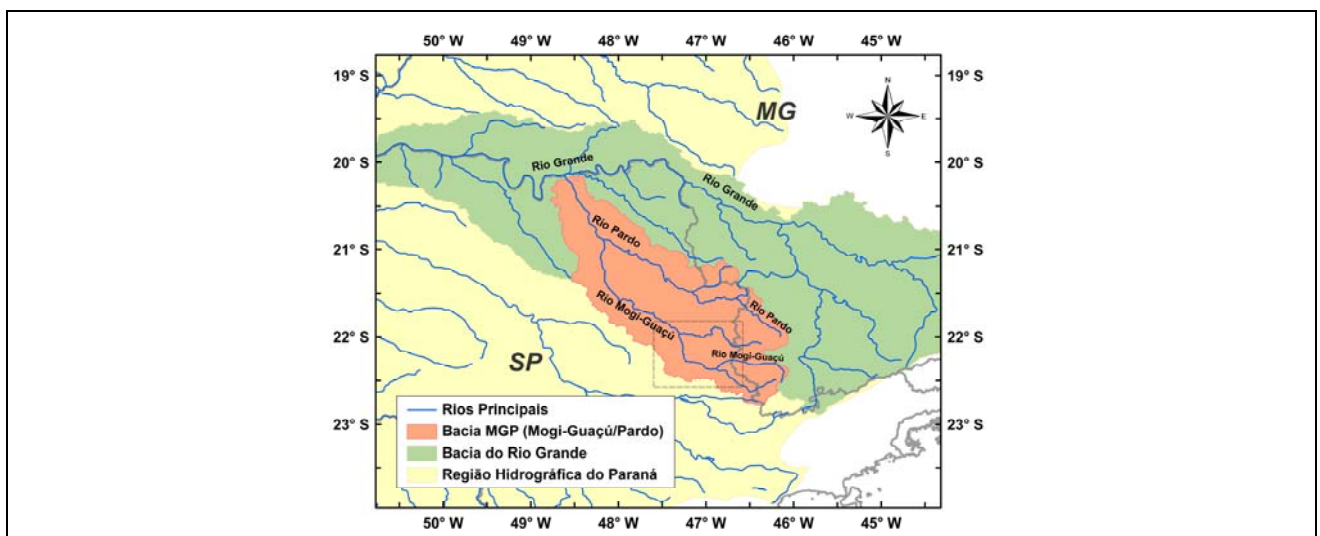 50° W 49° W 48° W 47° W 46° W 45° W
19° S 19° S
MG
N
W E
S
20° S 20° S
Rio Grande
Rio Grande
Rio Pardo
21° S 21° S
Rio Mogi-Guaçú
Rio Pardo
22° S 22° S
Rio Mogi-Guaçú
SP
23° S 23° S
Rios Principais
Bacia MGP (Mogi-Guaçú/Pardo)
Bacia do Rio Grande
Região Hidrográfica do Paraná
50° W 49° W 48° W 47° W 46° W 45° W